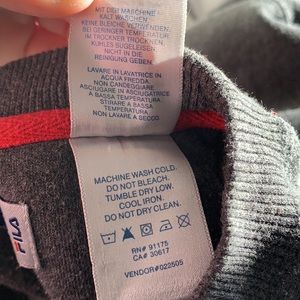 MIT DER MASCHINE
KALT WASCHEN.
KEINE BLEICHE VERWENDEN.
BEI GERINGER TEMPERATUR
IM TROCKNER TROCKNEN.
KÜHLES BUGELEISEN.
NICHT IN DIE
REINIGUNG GEBEN.
LAVARE IN LAVATRICE IN
ACQUA FREDDA.
NON CANDEGGIARE
ASCIUGARE IN ASCIUGATRICE
A BASSA TEMPERATURA.
STIRARE A BASSA
TEMPERATURA.
NON LAVARE A SECCO
MACHINE WASH COLD.
DO NOT BLEACH.
TUMBLE DRY LOW.
COOL IRON.
DO NOT DRY CLEAN.
RN# 91175
CA# 30617
VENDOR#02250S
FILA